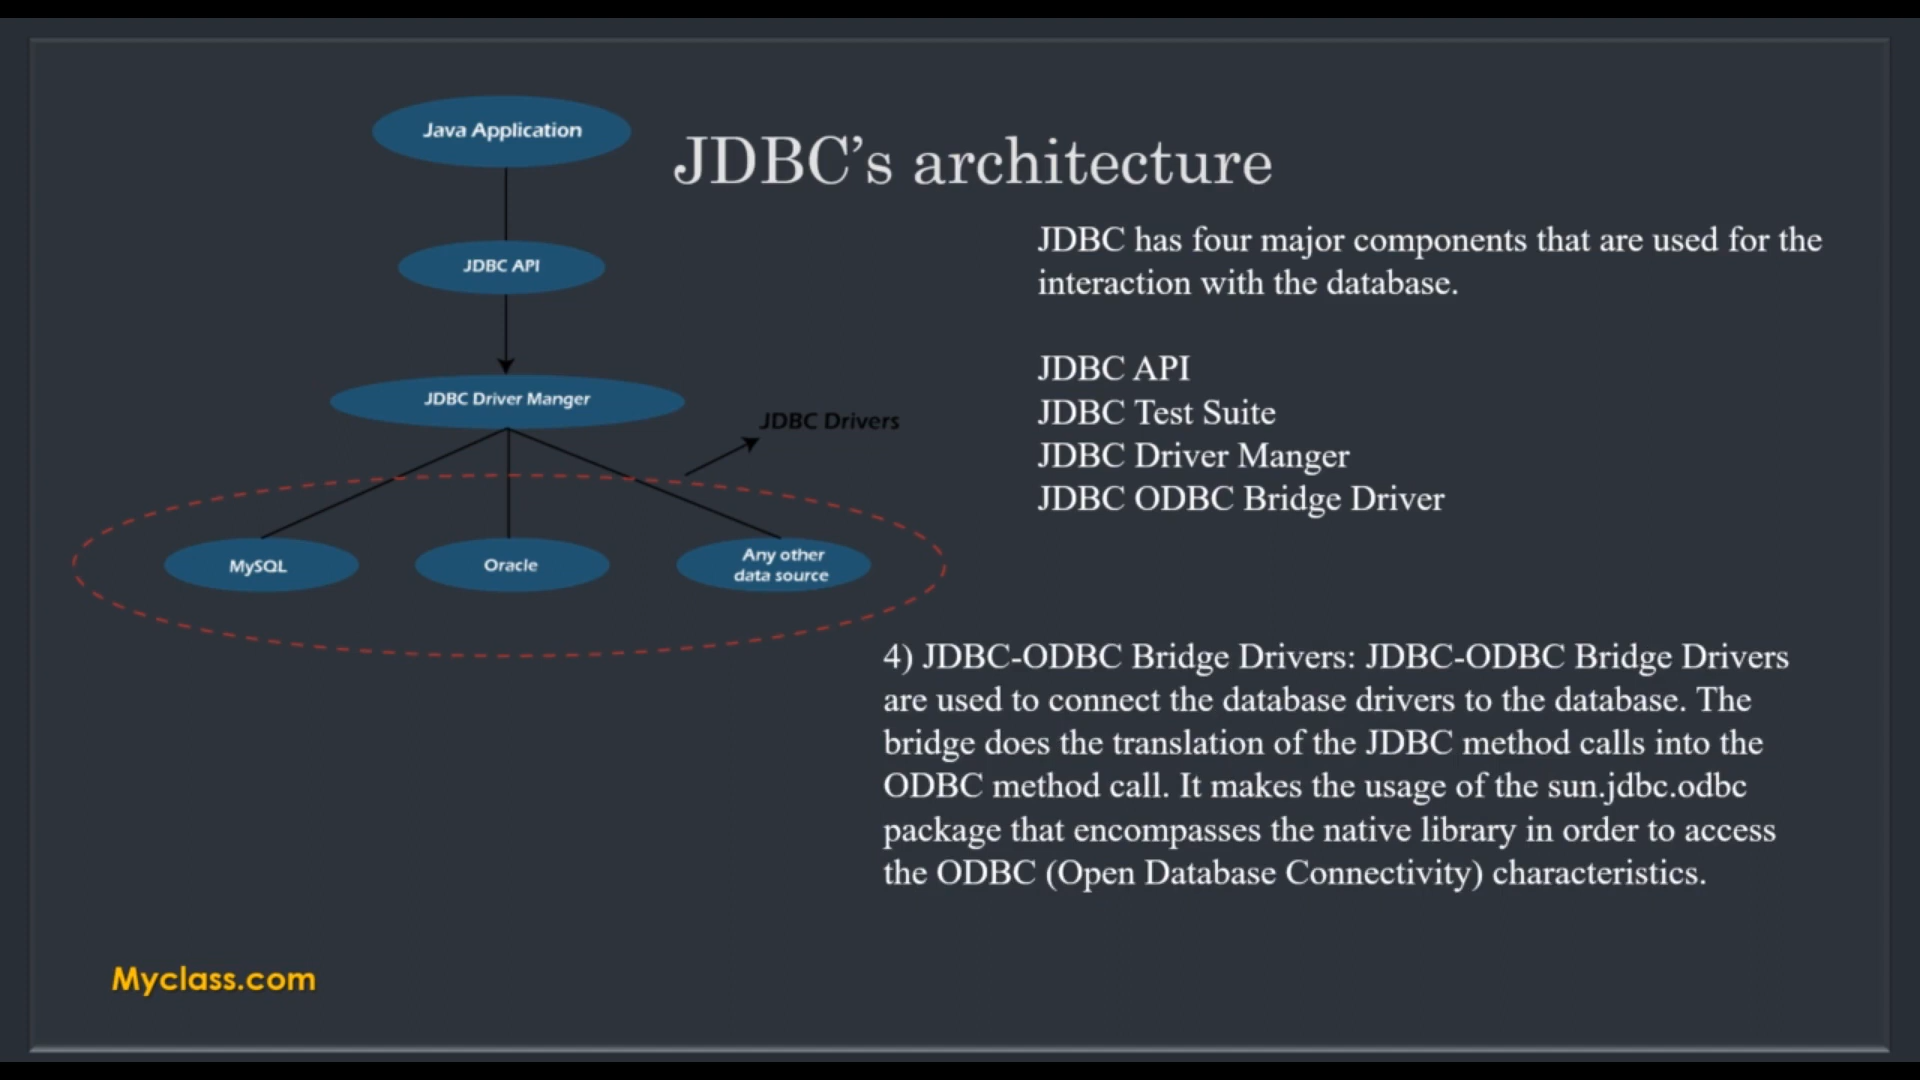 JDBC’s architecture
Java Application
JDBC API
JDBC Driver Manger
JDBC Drivers
MySQL
Oracle
Any other
data source
JDBC has four major components that are used for the
interaction with the database.
JDBC API
JDBC Test Suite
JDBC Driver Manger
JDBC ODBC Bridge Driver
4) JDBC-ODBC Bridge Drivers: JDBC-ODBC Bridge Drivers
are used to connect the database drivers to the database. The
bridge does the translation of the JDBC method calls into the
ODBC method call. It makes the usage of the sun.jdbc.odbc
package that encompasses the native library in order to access
the ODBC (Open Database Connectivity) characteristics.
Myclass.com